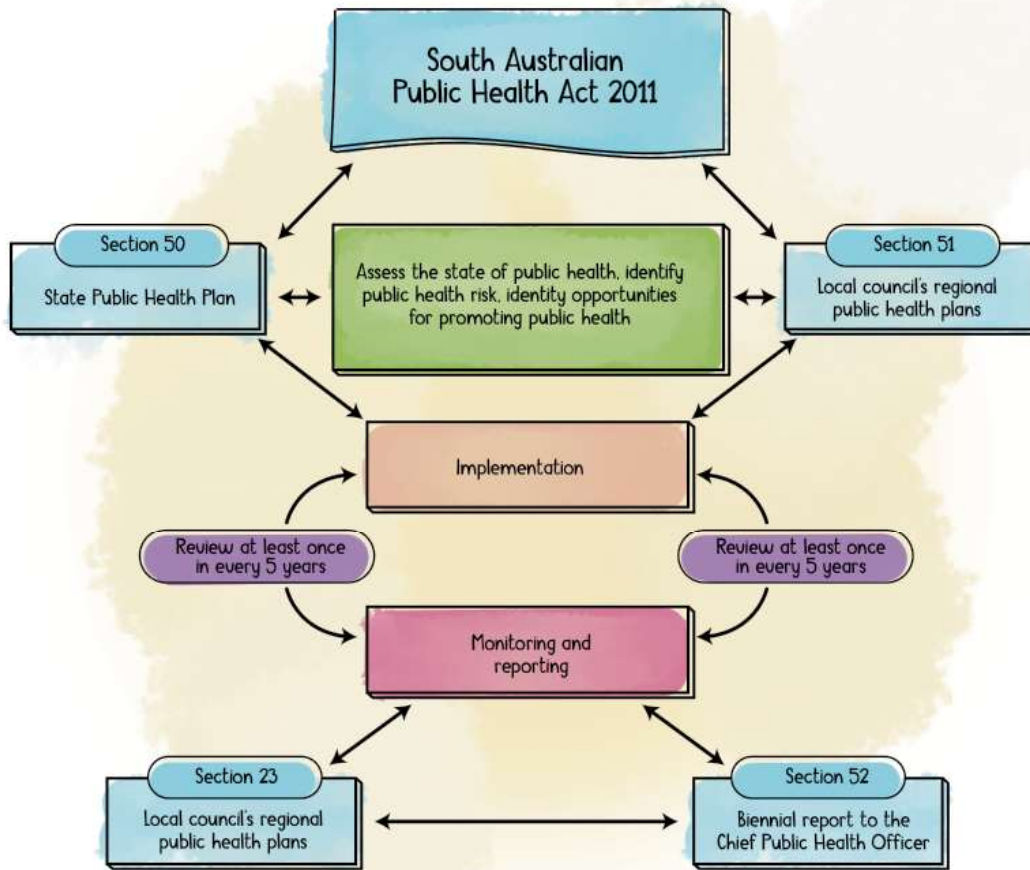 South Australian
Public Health Act 2011
Section 50
State Public Health Plan
Assess the state of public health, identify
public health risk, identity opportunities
for promoting public health
Section 51
Local council's regional
public health plans
Implementation
Review at least once
in every 5 years
Review at least once
in every 5 years
Monitoring and
reporting
Section 23
Local council's regional
public health plans
Section 52
Biennial report to the
Chief Public Health Officer